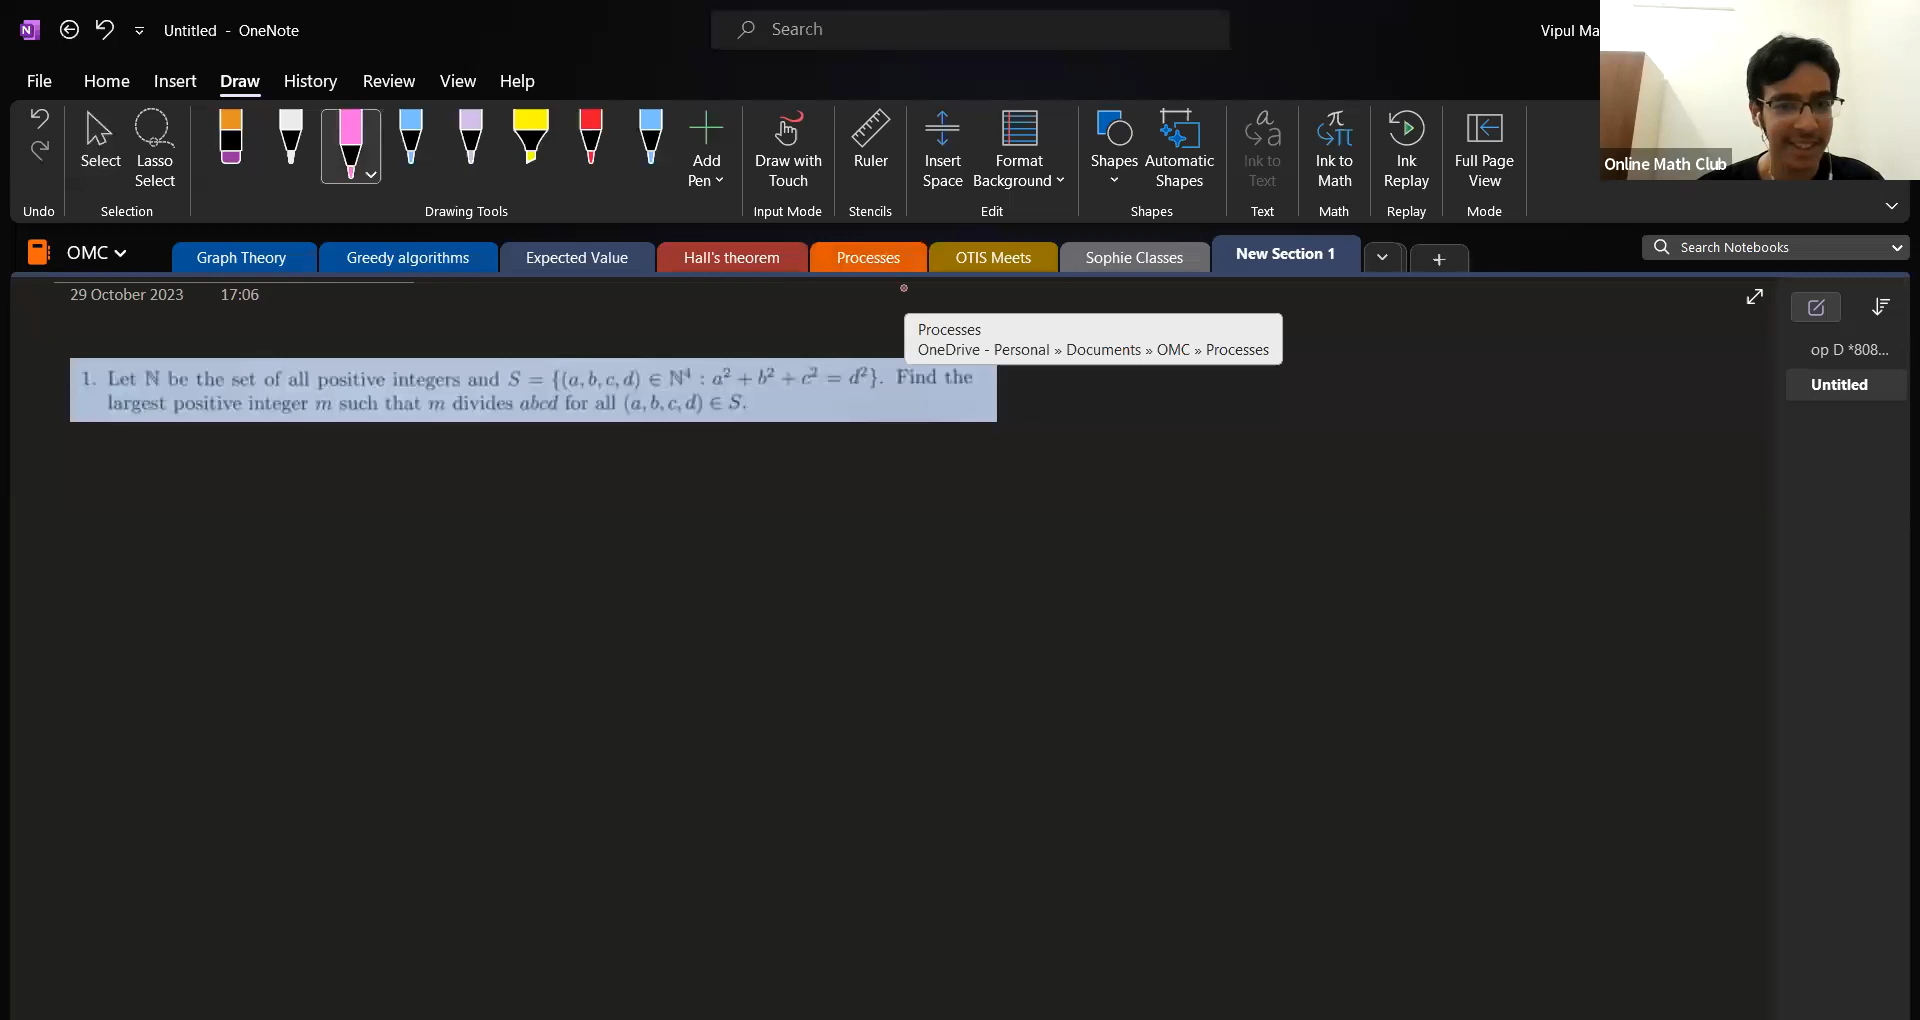 Untitled - OneNote
Search
Vipul Ma
File Home Insert Draw History Review View Help
Select
Lasso Select
Add Pen
Draw with Touch
Ruler
Insert Space
Format Background
Shapes
Automatic Shapes
Ink to Text
Ink to Math
Ink Replay
Full Page View
Undo Selection Drawing Tools Input Mode Stencils Edit Shapes Text Math Replay Mode
Online Math Club
OMC Graph Theory Greedy algorithms Expected Value Hall's theorem Processes OTIS Meets Sophie Classes New Section 1 Search Notebooks
29 October 2023 17:06
Processes
OneDrive - Personal » Documents » OMC » Processes
1. Let ℕ be the set of all positive integers and S = {(a, b, c, d) ∈ ℕ⁴ : a² + b² + c² = d²}. Find the
largest positive integer m such that m divides abcd for all (a, b, c, d) ∈ S.
op D *808...
Untitled